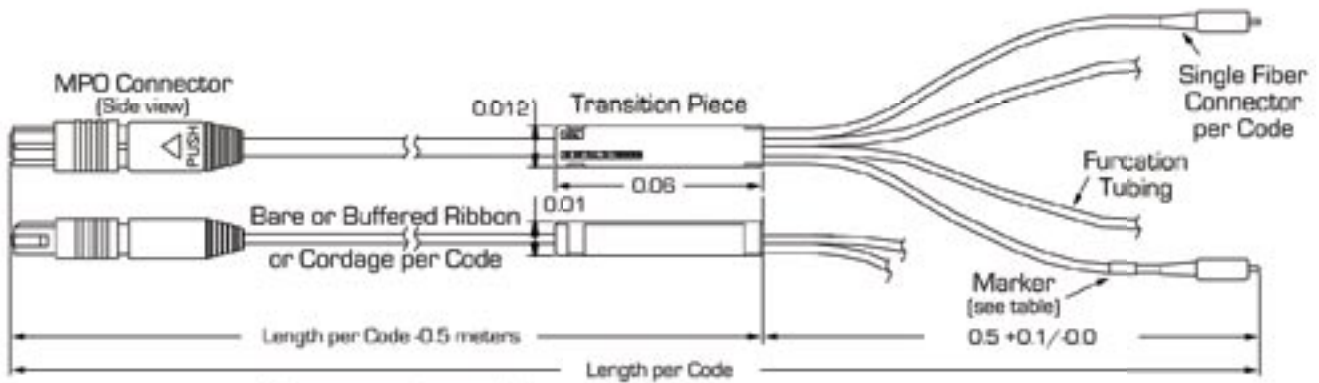 MPO Connector
(Side view)
PUSH
0.012
Transition Piece
Single Fiber
Connector
per Code
0.06
Furcation
Tubing
0.01
Bare or Buffered Ribbon
or Cordage per Code
Marker
(see table)
Length per Code -0.5 meters
0.5 +0.1/-0.0
Length per Code